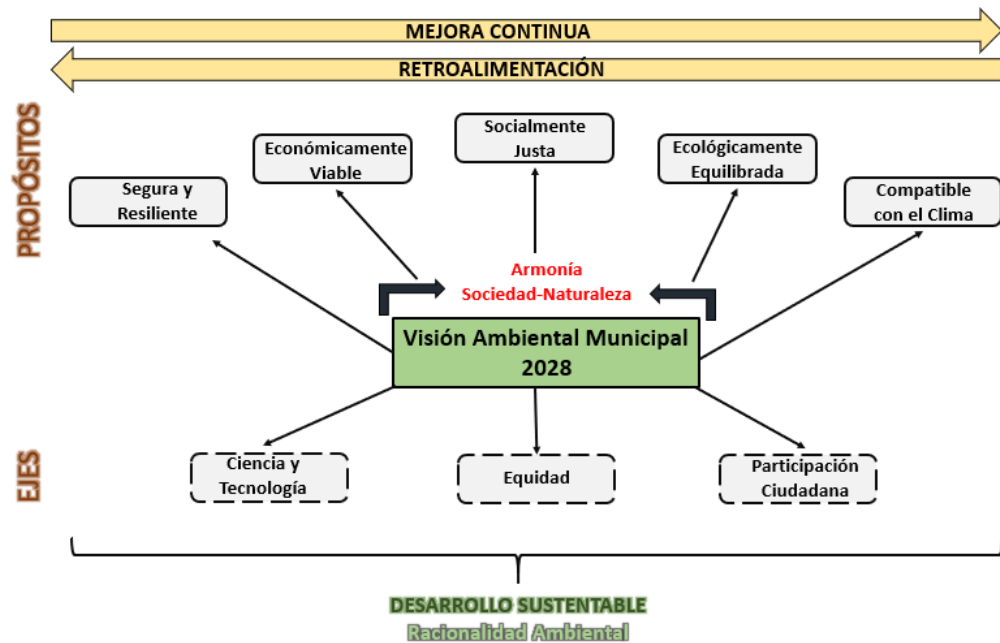 MEJORA CONTINUA
RETROALIMENTACIÓN
PROPÓSITOS
Socialmente
Justa
Económicamente
Viable
Ecológicamente
Equilibrada
Segura y
Resiliente
Compatible
con el Clima
Armonía
Sociedad-Naturaleza
Visión Ambiental Municipal
2028
EJES
Ciencia y
Tecnología
Equidad
Participación
Ciudadana
DESARROLLO SUSTENTABLE
Racionalidad Ambiental